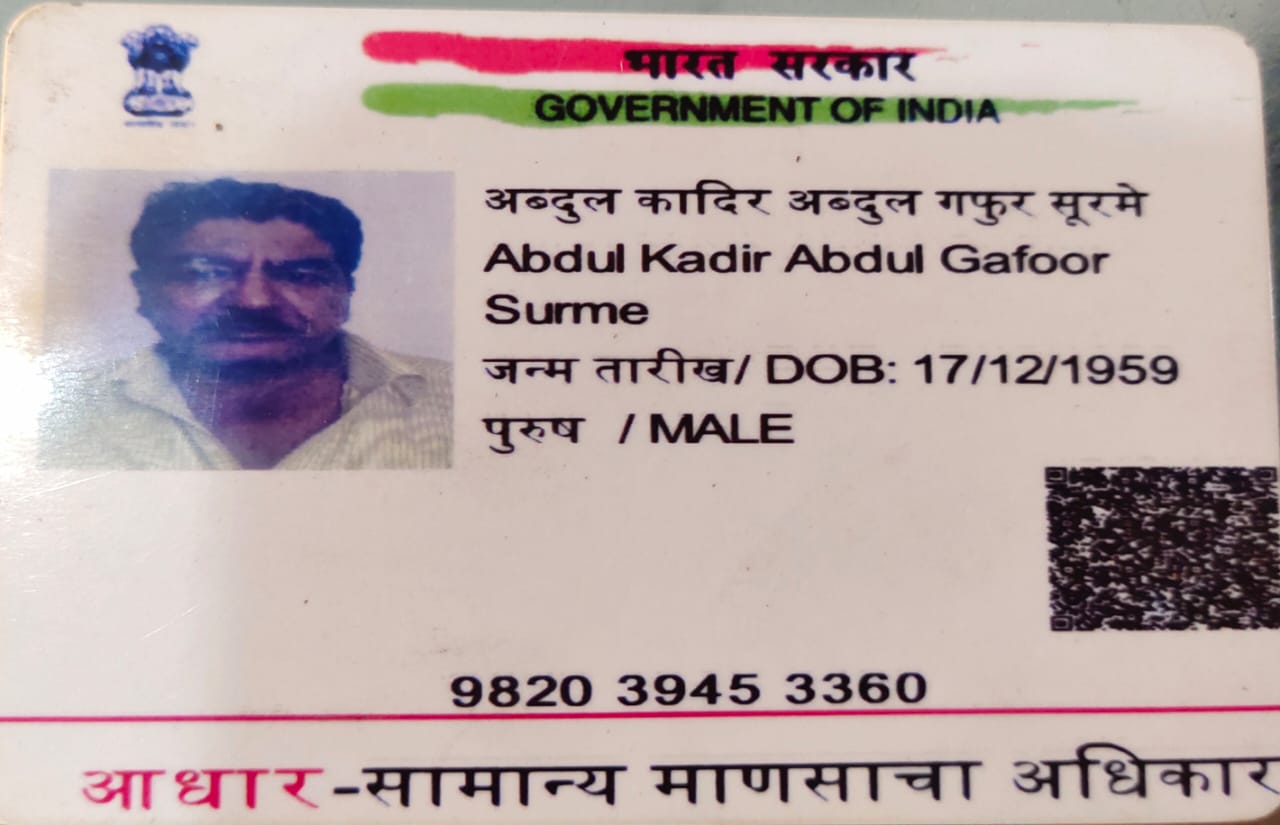 भारत सरकार
GOVERNMENT OF INDIA
अब्दुल कादिर अब्दुल गफुर सूरमे
Abdul Kadir Abdul Gafoor
Surme
जन्म तारीख/ DOB: 17/12/1959
पुरुष / MALE
9820 3945 3360
आधार-सामान्य माणसाचा अधिकार